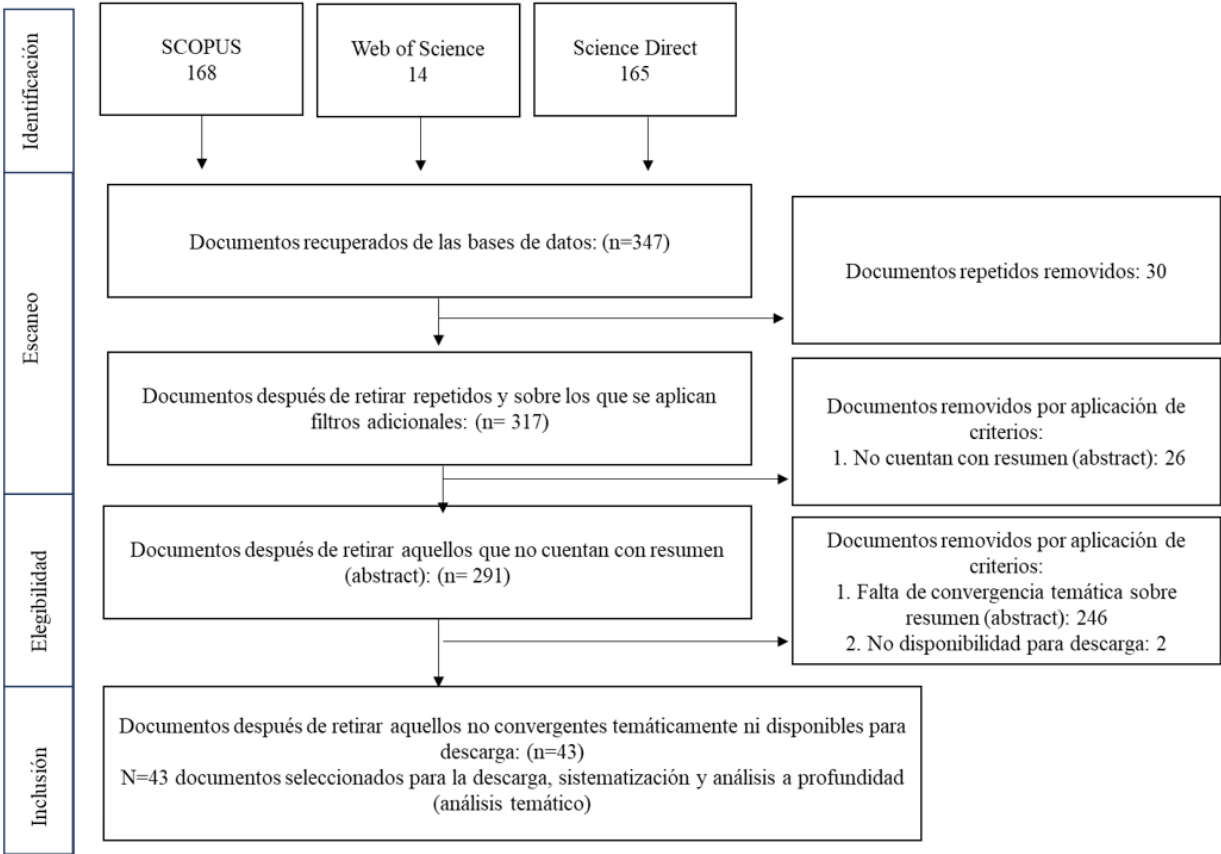 Identificación
SCOPUS
168
Web of Science
14
Science Direct
165
Escaneo
Documentos recuperados de las bases de datos: (n=347)
Documentos repetidos removidos: 30
Documentos después de retirar repetidos y sobre los que se aplican
filtros adicionales: (n= 317)
Documentos removidos por aplicación de
criterios:
1. No cuentan con resumen (abstract): 26
Elegibilidad
Documentos después de retirar aquellos que no cuentan con resumen
(abstract): (n= 291)
Documentos removidos por aplicación de
criterios:
1. Falta de convergencia temática sobre
resumen (abstract): 246
2. No disponibilidad para descarga: 2
Inclusión
Documentos después de retirar aquellos no convergentes temáticamente ni disponibles para
descarga: (n=43)
N=43 documentos seleccionados para la descarga, sistematización y análisis a profundidad
(análisis temático)